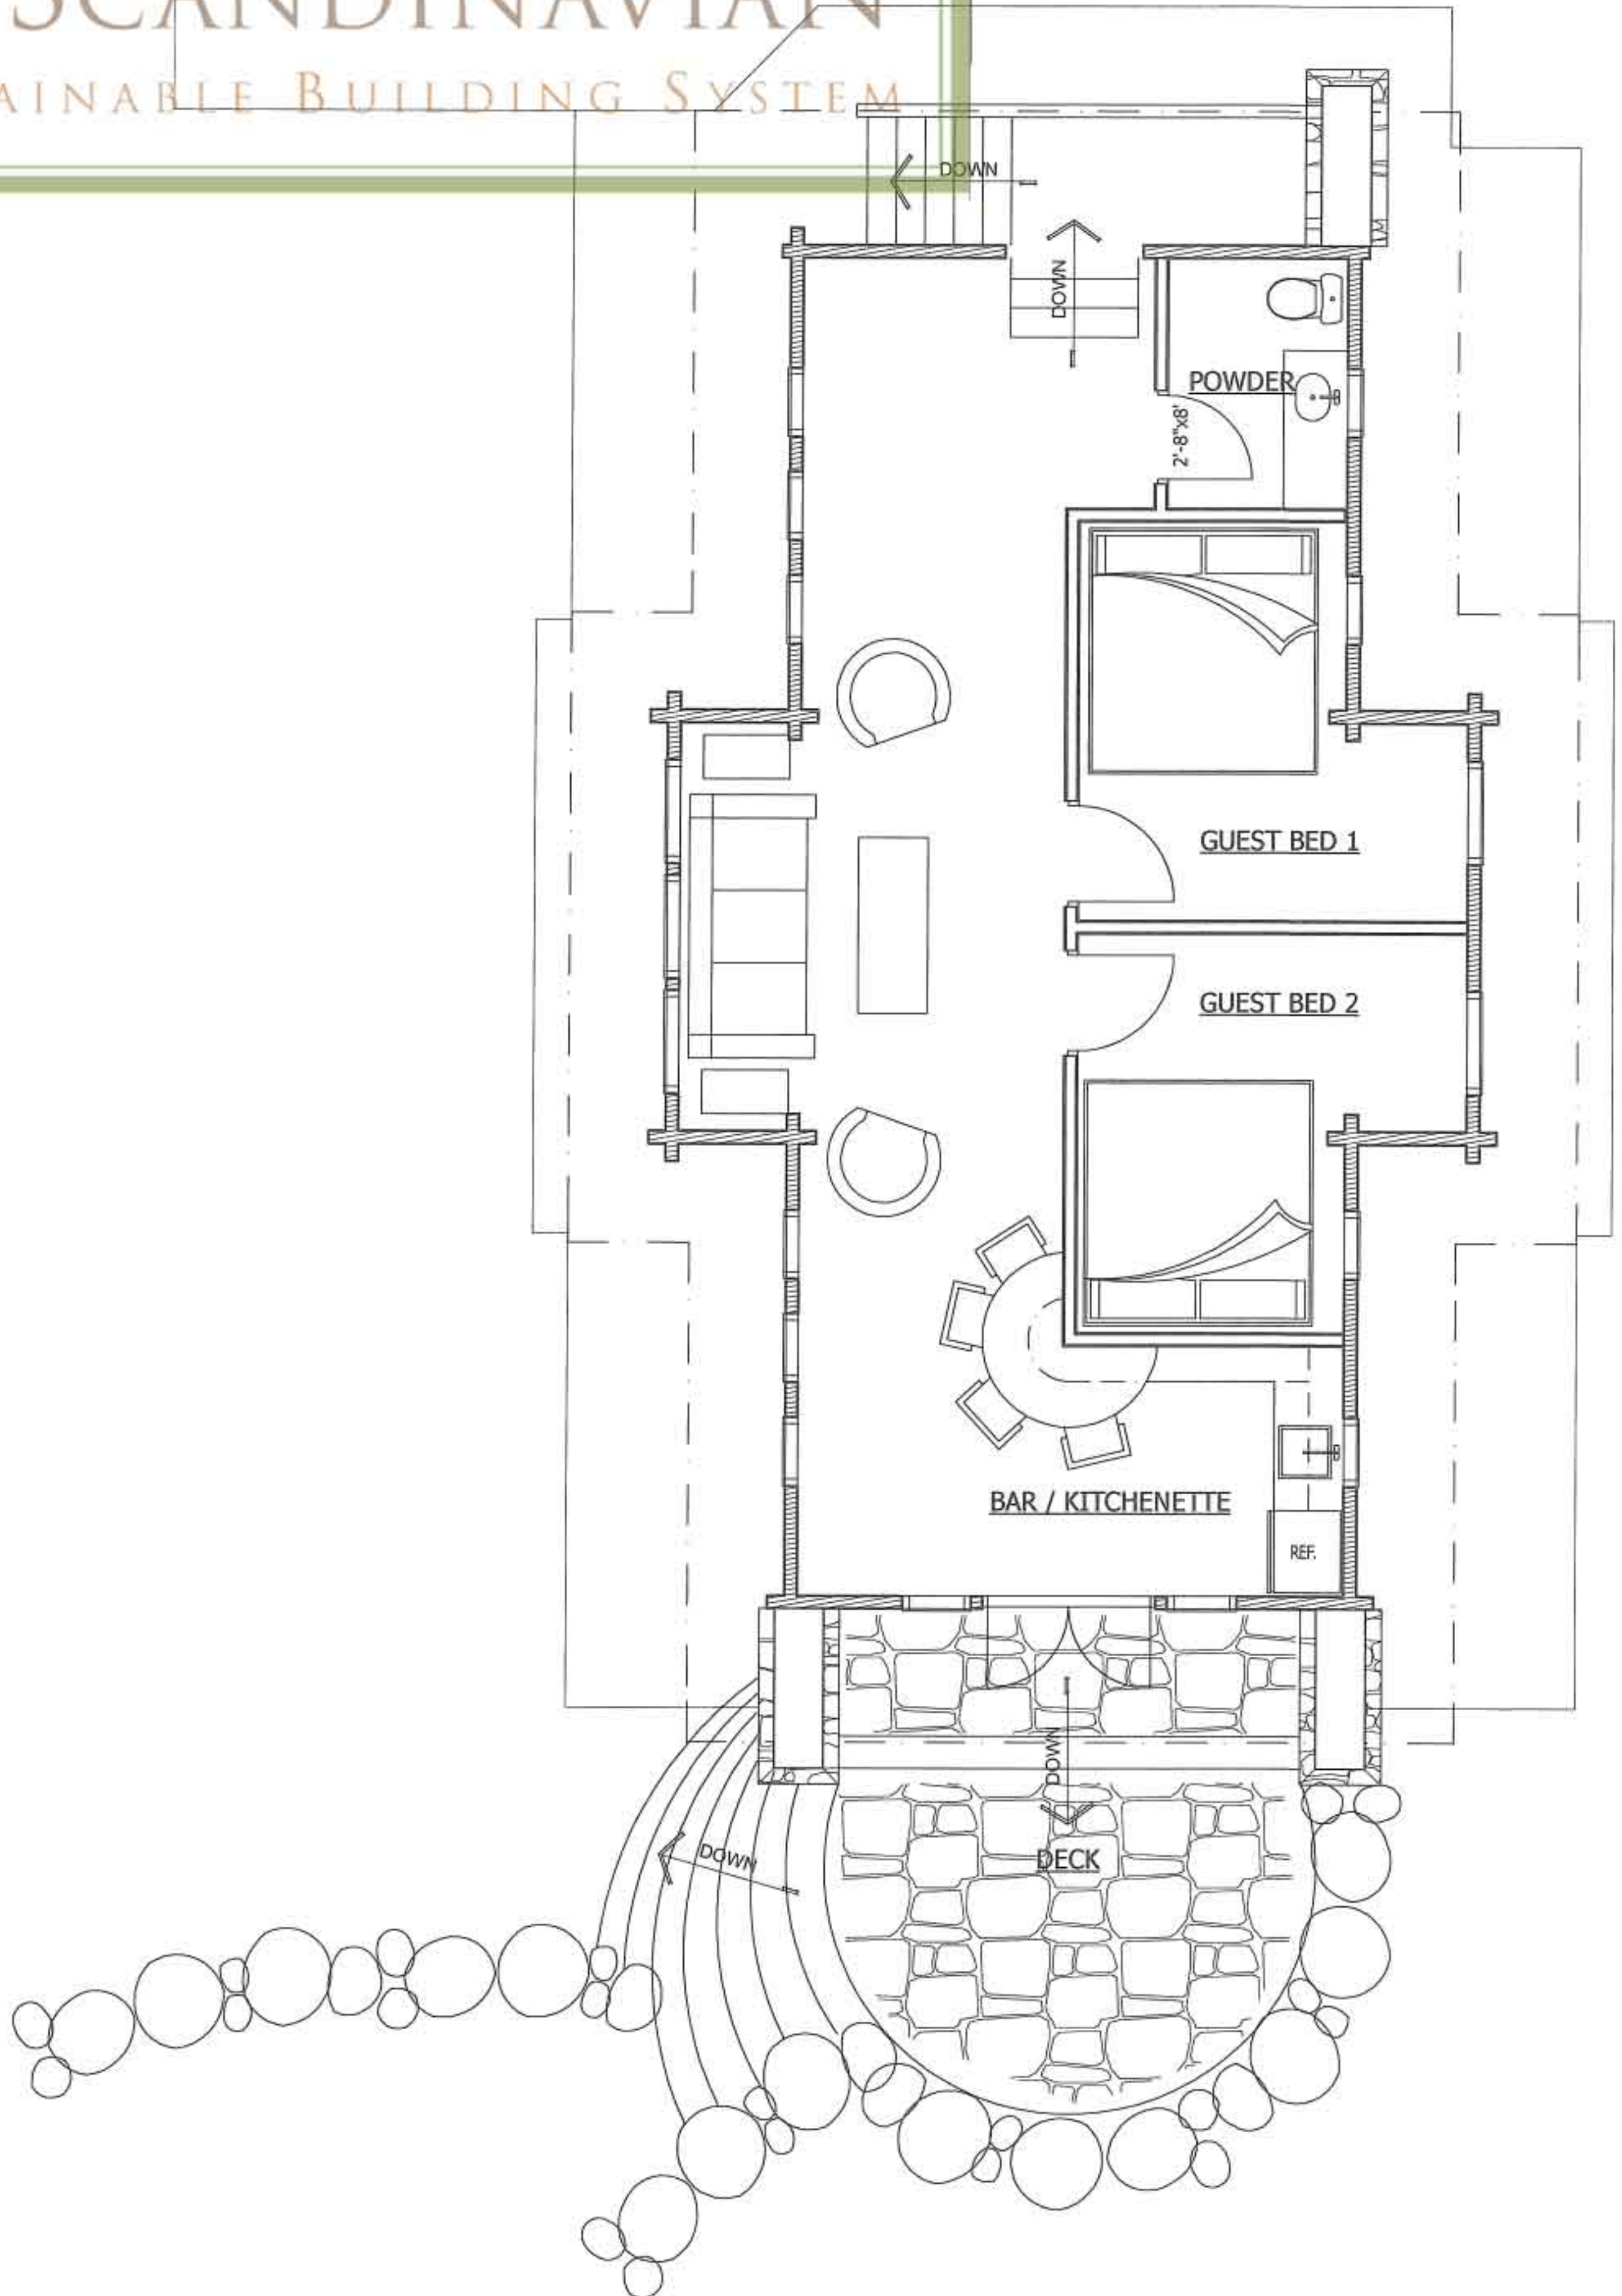 SCANDINAVIAN
AINABLE BUILDING SYSTEM
DOWN
DOWN
POWDER
2'-8"x8'
GUEST BED 1
GUEST BED 2
BAR / KITCHENETTE
REF.
DOWN
DOWN
DECK